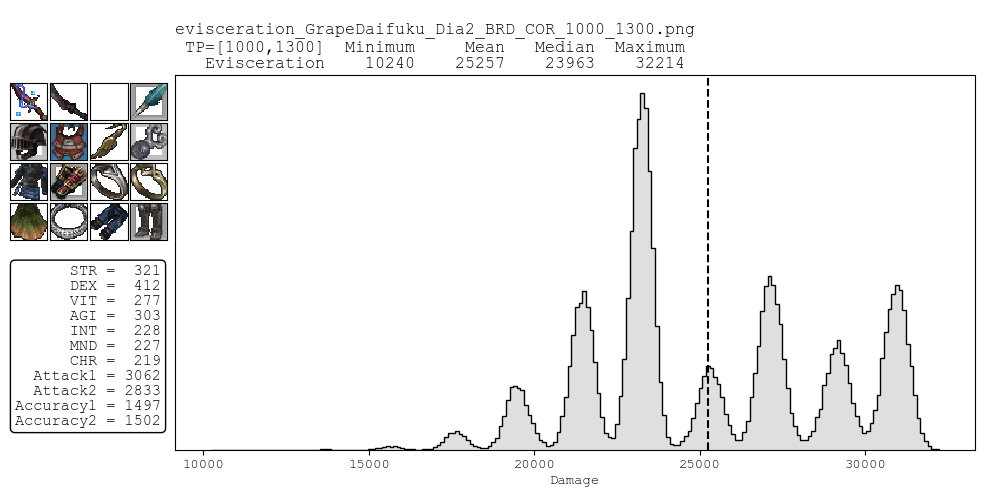 evisceration_GrapeDaifuku_Dia2_BRD_COR_1000_1300.png
TP=[1000,1300] Minimum Mean Median Maximum
Evisceration 10240 25257 23963 32214
STR = 321
DEX = 412
VIT = 277
AGI = 303
INT = 228
MND = 227
CHR = 219
Attack1 = 3062
Attack2 = 2833
Accuracy1 = 1497
Accuracy2 = 1502
10000 15000 20000 25000 30000
Damage